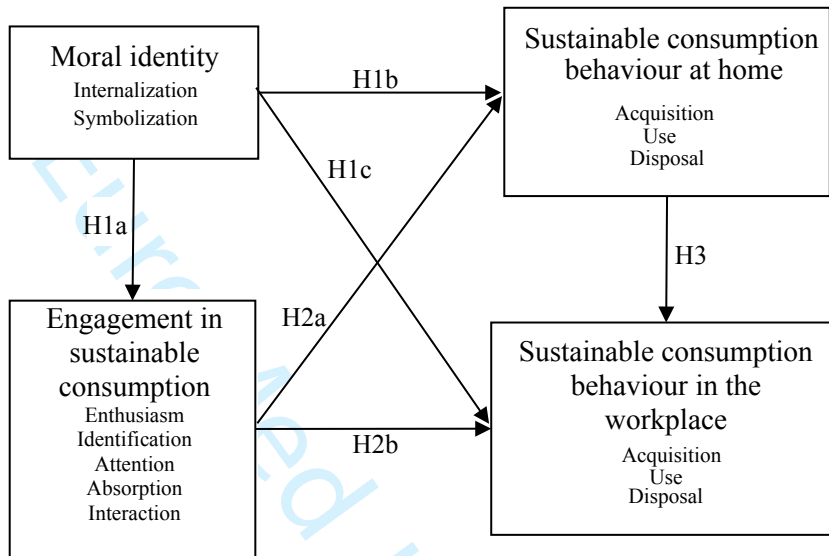 Moral identity
Internalization
Symbolization
H1b
Sustainable consumption
behaviour at home
Acquisition
Use
Disposal
H1c
H1a
H3
H2a
Engagement in
sustainable
consumption
Enthusiasm
Identification
Attention
Absorption
Interaction
H2b
Sustainable consumption
behaviour in the
workplace
Acquisition
Use
Disposal